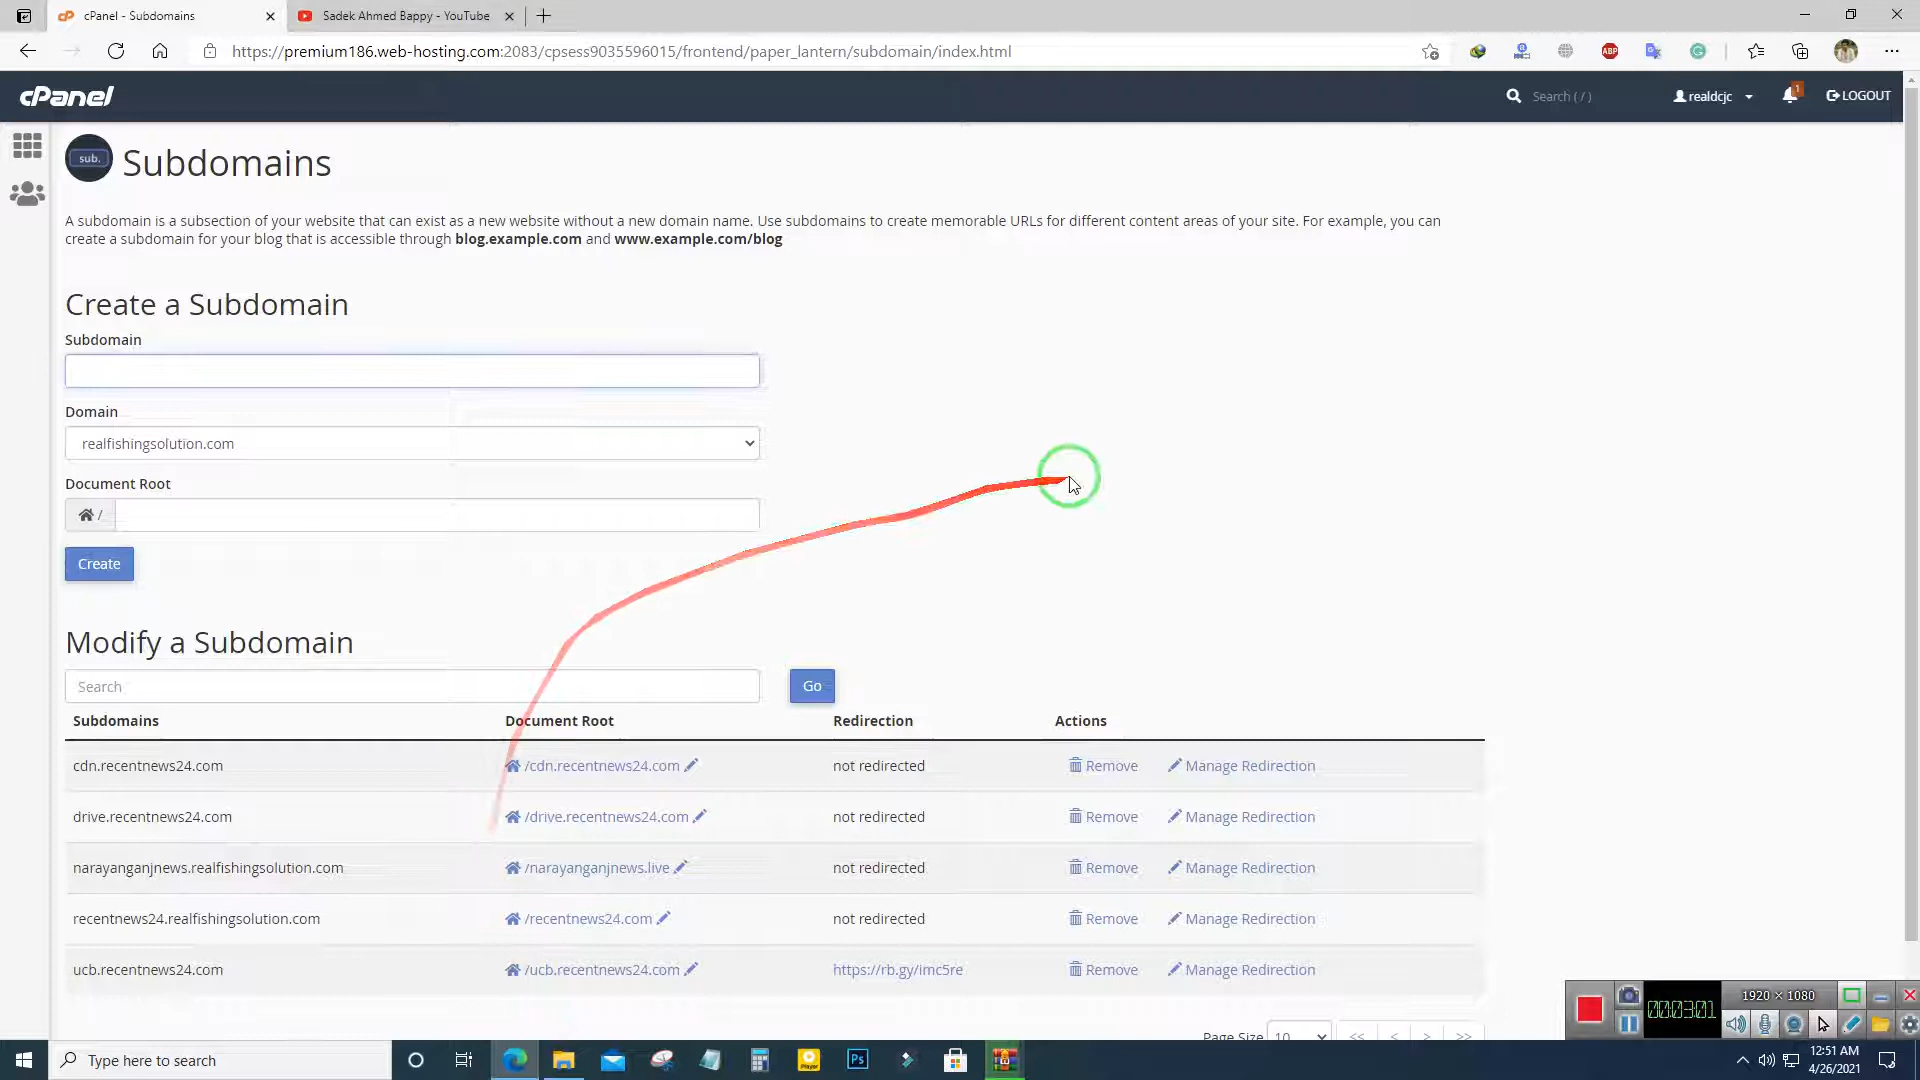 cPanel - Subdomains
Sadek Ahmed Bappy - YouTube
https://premium186.web-hosting.com:2083/cpsess9035596015/frontend/paper_lantern/subdomain/index.html
ABP
cPanel
Search ( / )
realdcjc
1
LOGOUT
sub.
Subdomains
A subdomain is a subsection of your website that can exist as a new website without a new domain name. Use subdomains to create memorable URLs for different content areas of your site. For example, you can
create a subdomain for your blog that is accessible through blog.example.com and www.example.com/blog
Create a Subdomain
Subdomain
Domain
realfishingsolution.com
Document Root
/
Create
Modify a Subdomain
Search
Go
Subdomains Document Root Redirection Actions
cdn.recentnews24.com /cdn.recentnews24.com not redirected Remove Manage Redirection
drive.recentnews24.com /drive.recentnews24.com not redirected Remove Manage Redirection
narayanganjnews.realfishingsolution.com /narayanganjnews.live not redirected Remove Manage Redirection
recentnews24.realfishingsolution.com /recentnews24.com not redirected Remove Manage Redirection
ucb.recentnews24.com /ucb.recentnews24.com https://rb.gy/imc5re Remove Manage Redirection
Page Size 10 << < > >>
00:03:01
1920 × 1080
Type here to search
Player
Ps
12:51 AM
4/26/2021